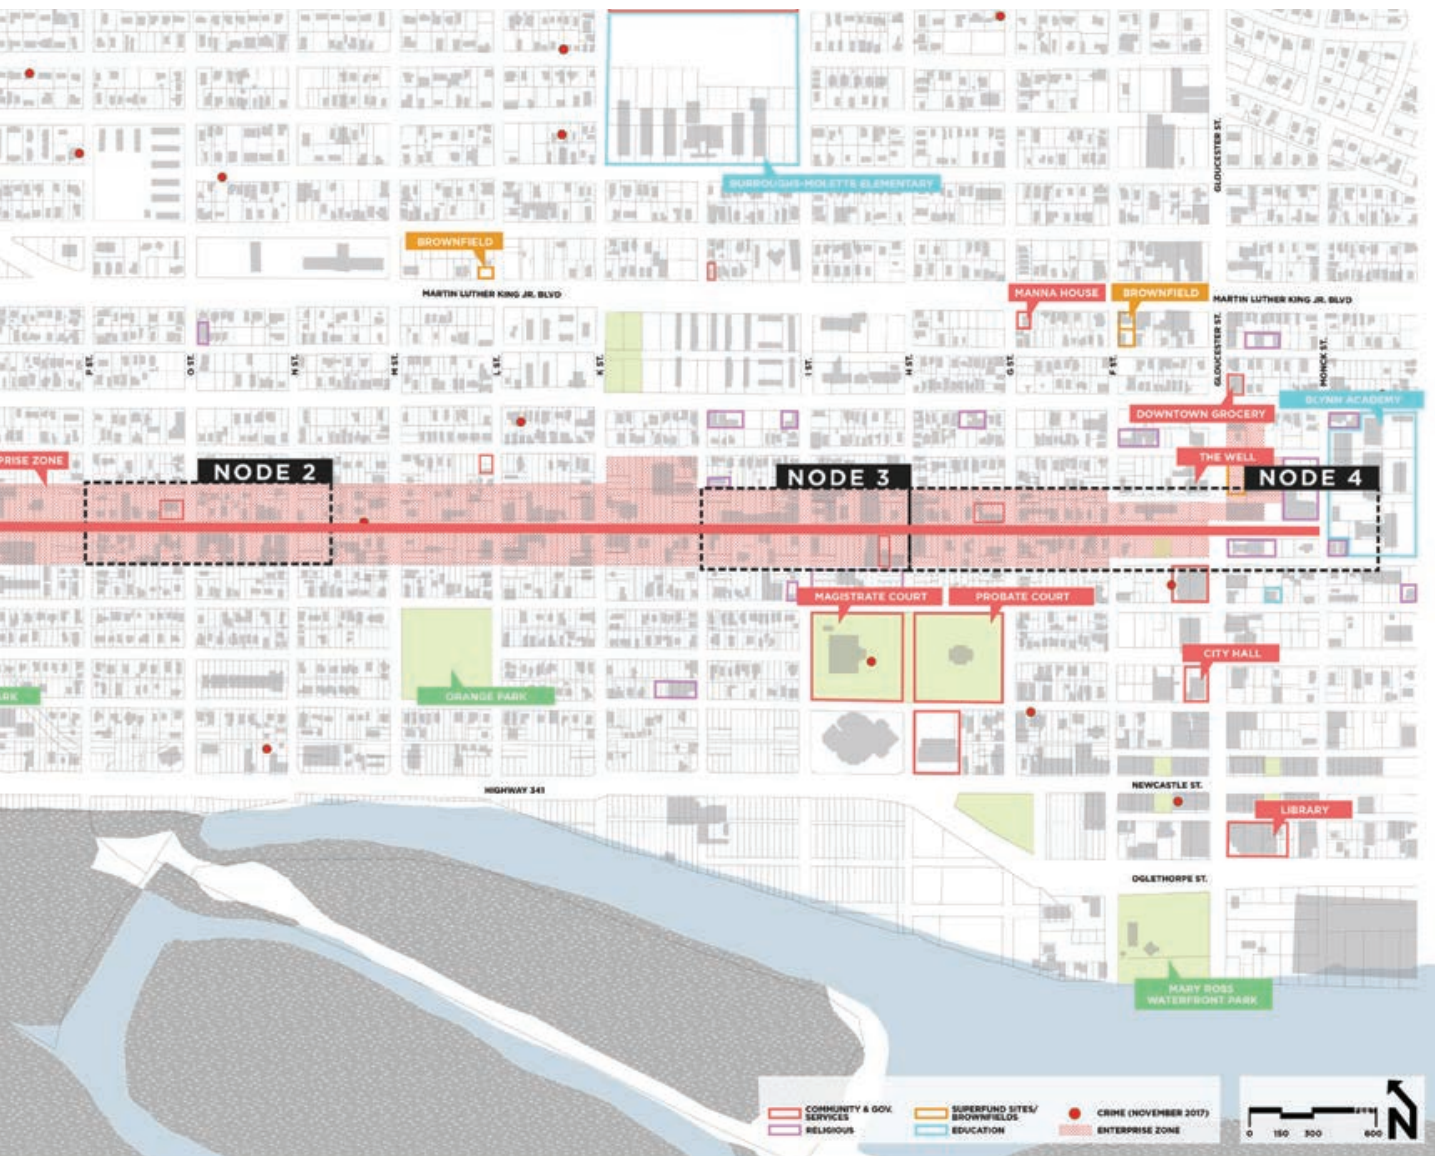 GLOUCESTER ST.
BURROUGHS-MOLETTE ELEMENTARY
BROWNFIELD
MARTIN LUTHER KING JR. BLVD
MANNA HOUSE
BROWNFIELD
MARTIN LUTHER KING JR. BLVD
P ST.
O ST.
N ST.
M ST.
L ST.
K ST.
I ST.
H ST.
G ST.
F ST.
GLOUCESTER ST.
MONCK ST.
GLYNN ACADEMY
DOWNTOWN GROCERY
THE WELL
PRISE ZONE
NODE 2
NODE 3
NODE 4
MAGISTRATE COURT
PROBATE COURT
CITY HALL
ARK
ORANGE PARK
HIGHWAY 341
NEWCASTLE ST.
LIBRARY
OGLETHORPE ST.
MARY ROSS
WATERFRONT PARK
COMMUNITY & GOV.
SERVICES
RELIGIOUS
SUPERFUND SITES/
BROWNFIELDS
EDUCATION
CRIME (NOVEMBER 2017)
ENTERPRISE ZONE
FEET
0 150 300 600
N